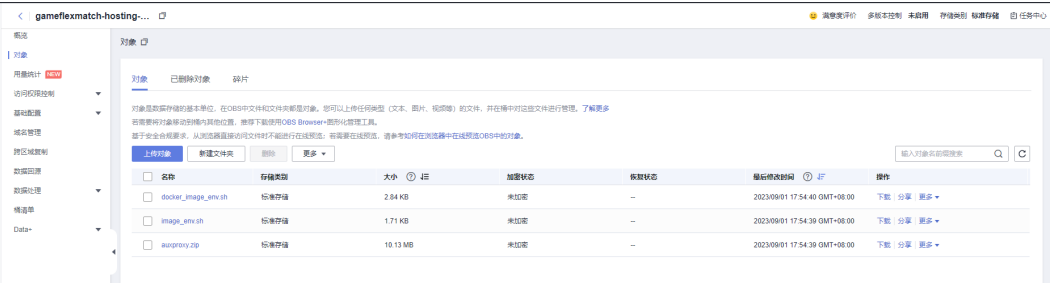 gameflexmatch-hosting-...
满意度评价 多版本控制 未启用 存储类别 标准存储 任务中心
概览
对象
用量统计 NEW
访问权限控制
基础配置
域名管理
跨区域复制
数据回源
数据处理
桶清单
Data+
对象
对象 已删除对象 碎片
对象是数据存储的基本单位，在OBS中文件和文件夹都是对象。您可以上传任何类型（文本、图片、视频等）的文件，并在桶中对这些文件进行管理。了解更多
若需要将对象移动到桶内其他位置，推荐下载使用OBS Browser+图形化管理工具。
基于安全合规要求，从浏览器直接访问文件时不能进行在线预览；若需要在线预览，请参考如何在浏览器中在线预览OBS中的对象。
上传对象 新建文件夹 删除 更多 输入对象名前缀搜索
名称 存储类别 大小 加密状态 恢复状态 最后修改时间 操作
docker_image_env.sh 标准存储 2.84 KB 未加密 -- 2023/09/01 17:54:40 GMT+08:00 下载 分享 更多
image_env.sh 标准存储 1.71 KB 未加密 -- 2023/09/01 17:54:39 GMT+08:00 下载 分享 更多
auxproxy.zip 标准存储 10.13 MB 未加密 -- 2023/09/01 17:54:39 GMT+08:00 下载 分享 更多